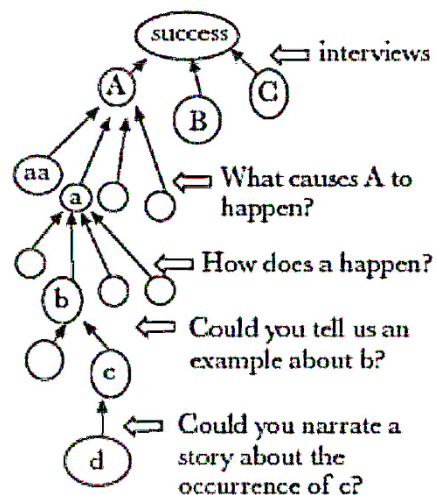 success
interviews
A
C
B
aa
What causes A to
happen?
a
How does a happen?
b
Could you tell us an
example about b?
c
Could you narrate a
story about the
occurrence of c?
d